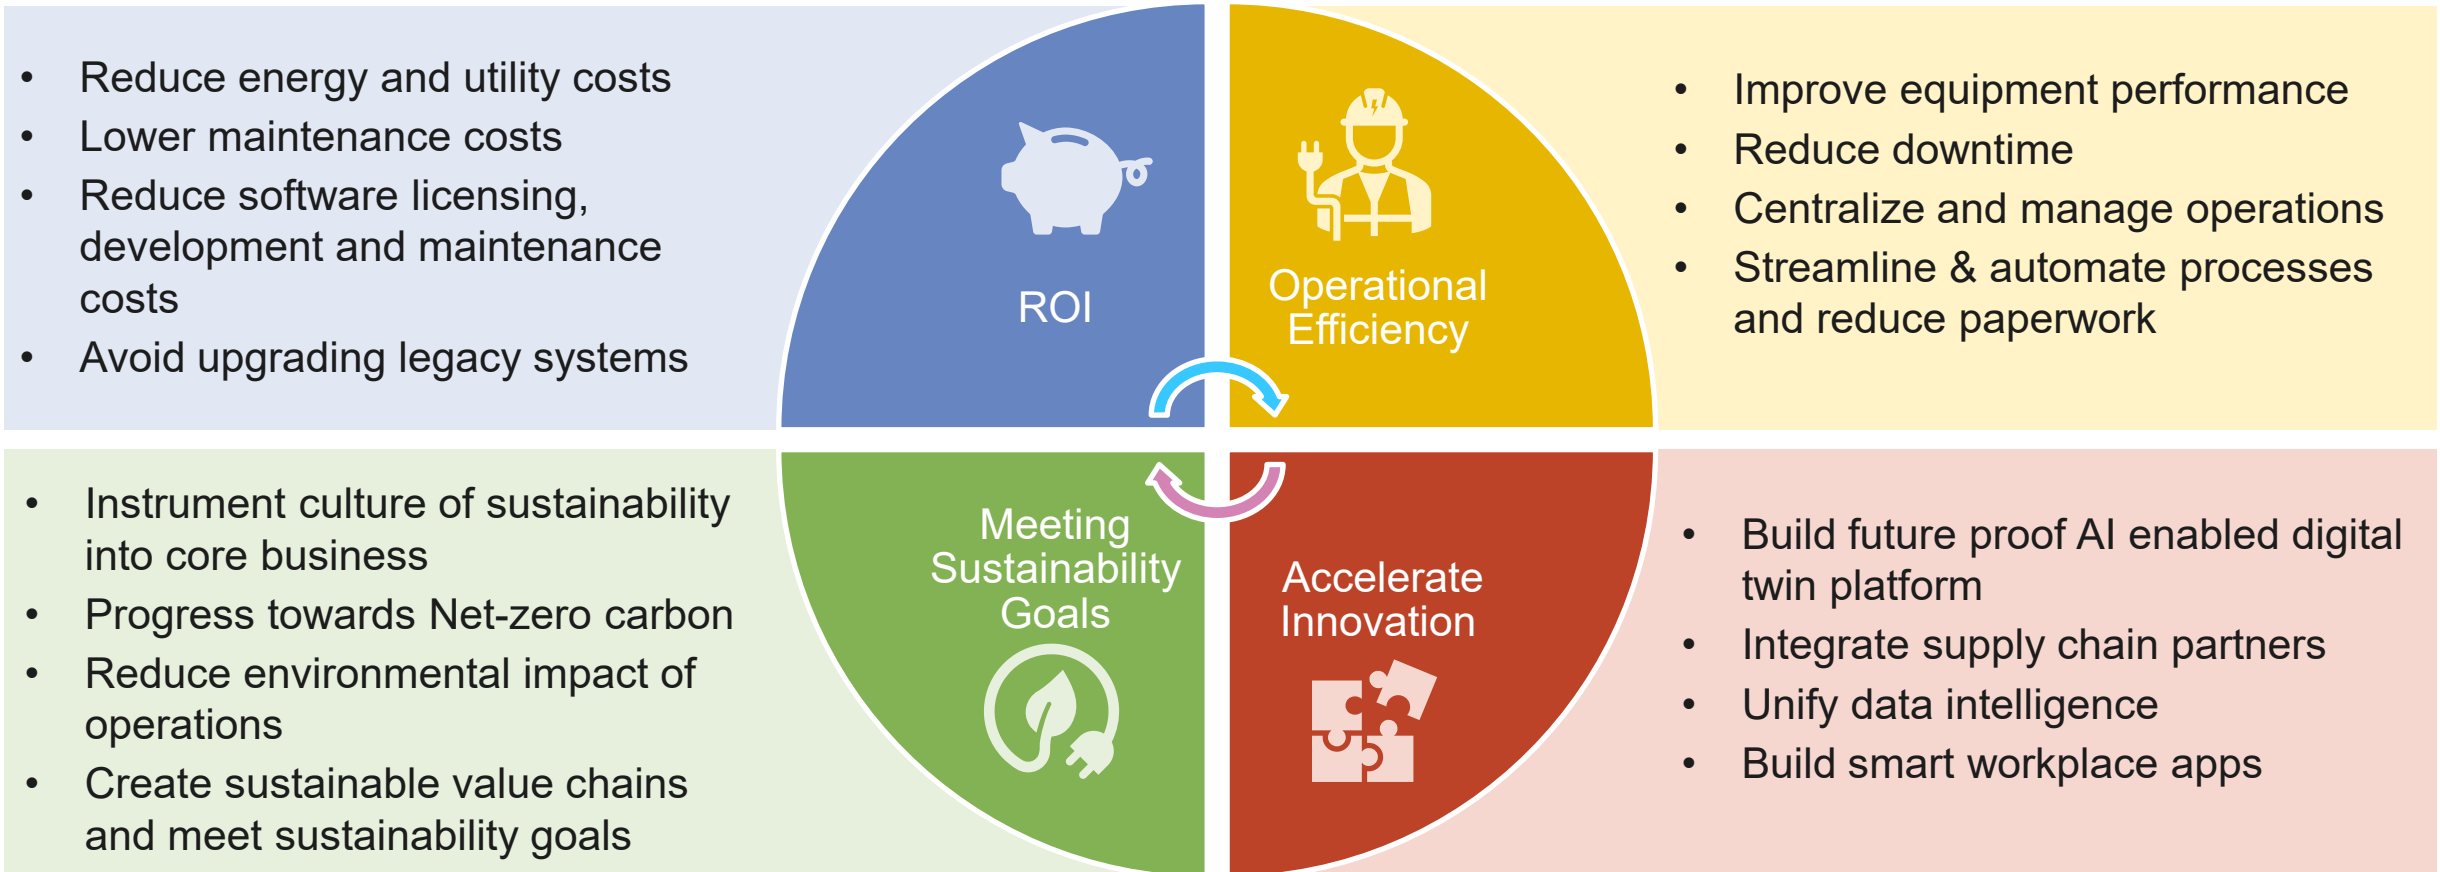 • Reduce energy and utility costs
• Lower maintenance costs
• Reduce software licensing,
development and maintenance
costs
• Avoid upgrading legacy systems
ROI
Operational
Efficiency
• Improve equipment performance
• Reduce downtime
• Centralize and manage operations
• Streamline & automate processes
and reduce paperwork
• Instrument culture of sustainability
into core business
• Progress towards Net-zero carbon
• Reduce environmental impact of
operations
• Create sustainable value chains
and meet sustainability goals
Meeting
Sustainability
Goals
Accelerate
Innovation
• Build future proof AI enabled digital
twin platform
• Integrate supply chain partners
• Unify data intelligence
• Build smart workplace apps